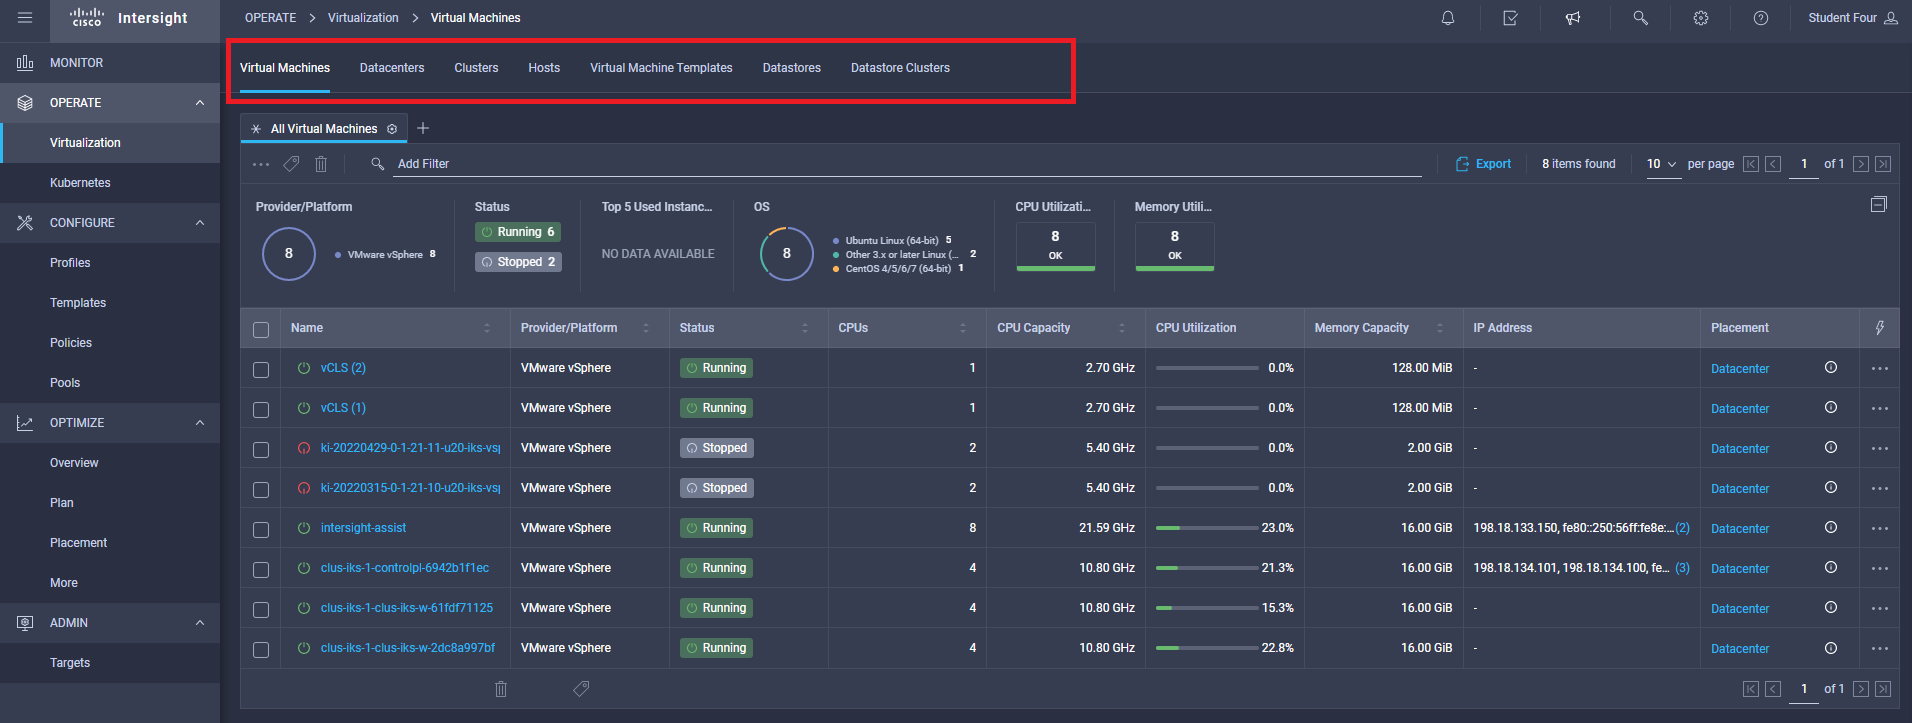 CISCO Intersight OPERATE > Virtualization > Virtual Machines Student Four
MONITOR
OPERATE
Virtualization
Kubernetes
CONFIGURE
Profiles
Templates
Policies
Pools
OPTIMIZE
Overview
Plan
Placement
More
ADMIN
Targets
Virtual Machines Datacenters Clusters Hosts Virtual Machine Templates Datastores Datastore Clusters
All Virtual Machines +
Add Filter Export 8 items found 10 per page 1 of 1
Provider/Platform Status Top 5 Used Instanc... OS CPU Utilizati... Memory Utili...
8 VMware vSphere 8
Running 6
Stopped 2
NO DATA AVAILABLE
8
Ubuntu Linux (64-bit) 5
Other 3.x or later Linux (... 2
CentOS 4/5/6/7 (64-bit) 1
8
OK
8
OK
Name Provider/Platform Status CPUs CPU Capacity CPU Utilization Memory Capacity IP Address Placement
vCLS (2) VMware vSphere Running 1 2.70 GHz 0.0% 128.00 MiB - Datacenter
vCLS (1) VMware vSphere Running 1 2.70 GHz 0.0% 128.00 MiB - Datacenter
ki-20220429-0-1-21-11-u20-iks-vsp VMware vSphere Stopped 2 5.40 GHz 0.0% 2.00 GiB - Datacenter
ki-20220315-0-1-21-10-u20-iks-vsp VMware vSphere Stopped 2 5.40 GHz 0.0% 2.00 GiB - Datacenter
intersight-assist VMware vSphere Running 8 21.59 GHz 23.0% 16.00 GiB 198.18.133.150, fe80::250:56ff:fe8e:... (2) Datacenter
clus-iks-1-controlpl-6942b1f1ec VMware vSphere Running 4 10.80 GHz 21.3% 16.00 GiB 198.18.134.101, 198.18.134.100, fe... (3) Datacenter
clus-iks-1-clus-iks-w-61fdf71125 VMware vSphere Running 4 10.80 GHz 15.3% 16.00 GiB - Datacenter
clus-iks-1-clus-iks-w-2dc8a997bf VMware vSphere Running 4 10.80 GHz 22.8% 16.00 GiB - Datacenter
1 of 1